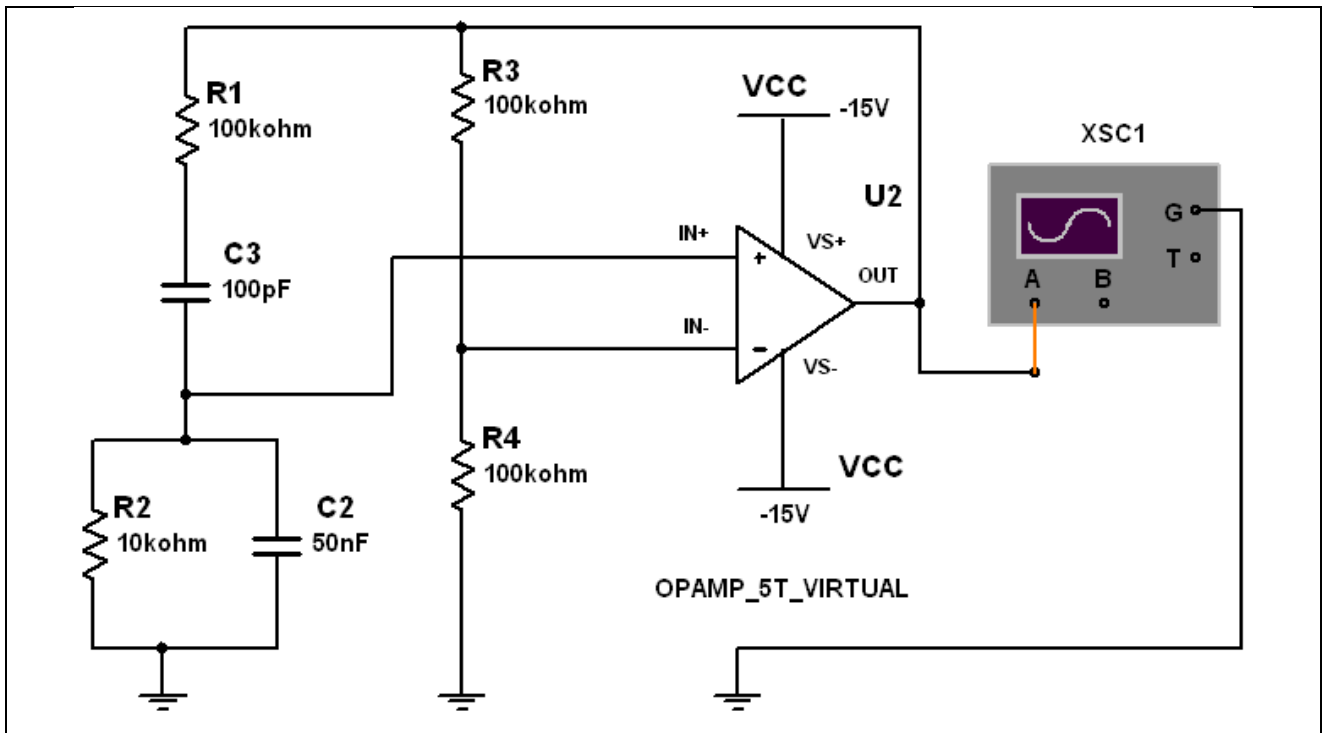 R1
100kohm
R3
100kohm
VCC
-15V
XSC1
U2
G
T
A
B
IN+
VS+
+
OUT
C3
100pF
IN-
-
VS-
R4
100kohm
VCC
-15V
R2
10kohm
C2
50nF
OPAMP_5T_VIRTUAL